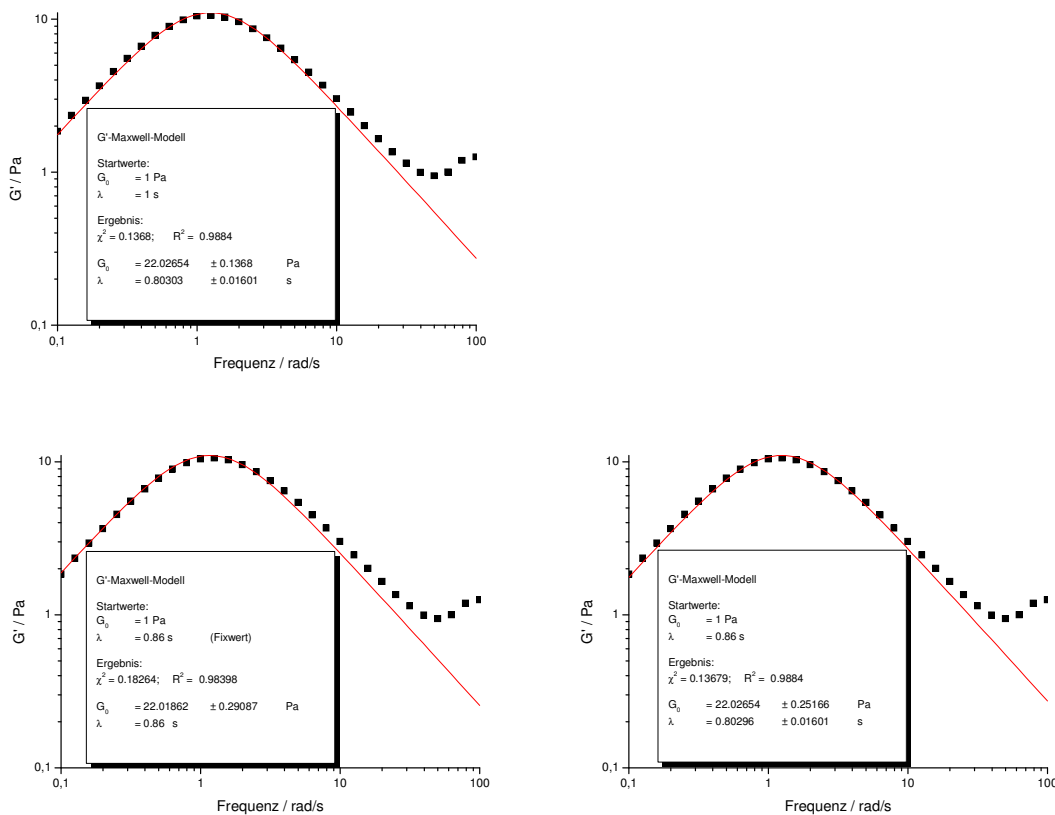 10
1
0,1
G' / Pa
G'-Maxwell-Modell
Startwerte:
G0 = 1 Pa
λ = 1 s
Ergebnis:
χ² = 0.1368; R² = 0.9884
G0 = 22.02654 ± 0.1368 Pa
λ = 0.80303 ± 0.01601 s
0,1 1 10 100
Frequenz / rad/s
10
1
0,1
G' / Pa
G'-Maxwell-Modell
Startwerte:
G0 = 1 Pa
λ = 0.86 s (Fixwert)
Ergebnis:
χ² = 0.18264; R² = 0.98398
G0 = 22.01862 ± 0.29087 Pa
λ = 0.86 s
0,1 1 10 100
Frequenz / rad/s
10
1
0,1
G' / Pa
G'-Maxwell-Modell
Startwerte:
G0 = 1 Pa
λ = 0.86 s
Ergebnis:
χ² = 0.13679; R² = 0.9884
G0 = 22.02654 ± 0.25166 Pa
λ = 0.80296 ± 0.01601 s
0,1 1 10 100
Frequenz / rad/s